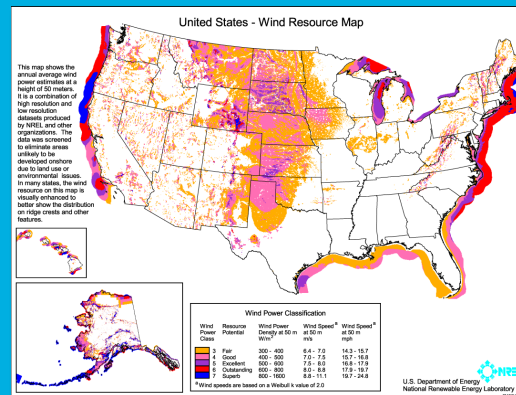 United States - Wind Resource Map
This map shows the
annual average wind
power estimates at a
height of 50 meters.
It is a combination of
high resolution and
low resolution
datasets produced
by NREL and other
organizations. The
data was screened
to eliminate areas
unlikely to be
developed onshore
due to land use or
environmental issues.
In many states, the wind
resource on this map is
visually enhanced to
better show the distribution
on ridge crests and other
features.
Wind Power Classification
Wind Power Class Resource Potential Wind Power Density at 50 m W/m² Wind Speed ª at 50 m m/s Wind Speed ª at 50 m mph
3 Fair 300 - 400 6.4 - 7.0 14.3 - 15.7
4 Good 400 - 500 7.0 - 7.5 15.7 - 16.8
5 Excellent 500 - 600 7.5 - 8.0 16.8 - 17.9
6 Outstanding 600 - 800 8.0 - 8.8 17.9 - 19.7
7 Superb 800 - 1600 8.8 - 11.1 19.7 - 24.8
ª Wind speeds are based on a Weibull k value of 2.0
NRE
U.S. Department of Energy
National Renewable Energy Laboratory